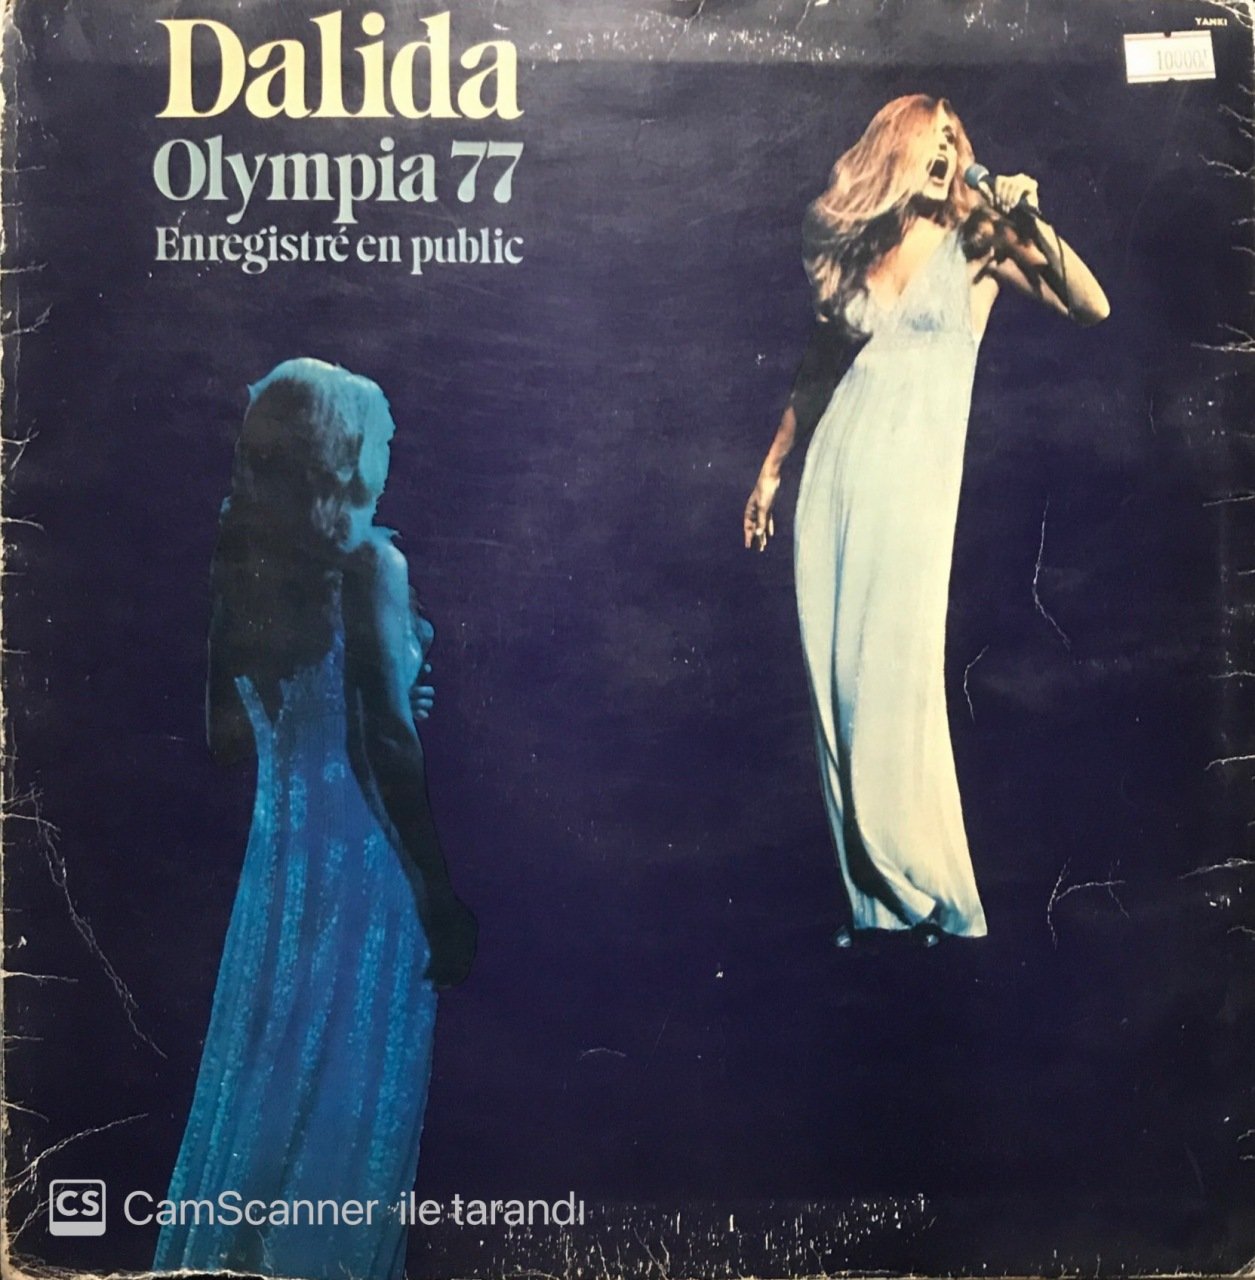 YANKI
Dalida
Olympia 77
Enregistré en public
CS CamScanner ile tarandı